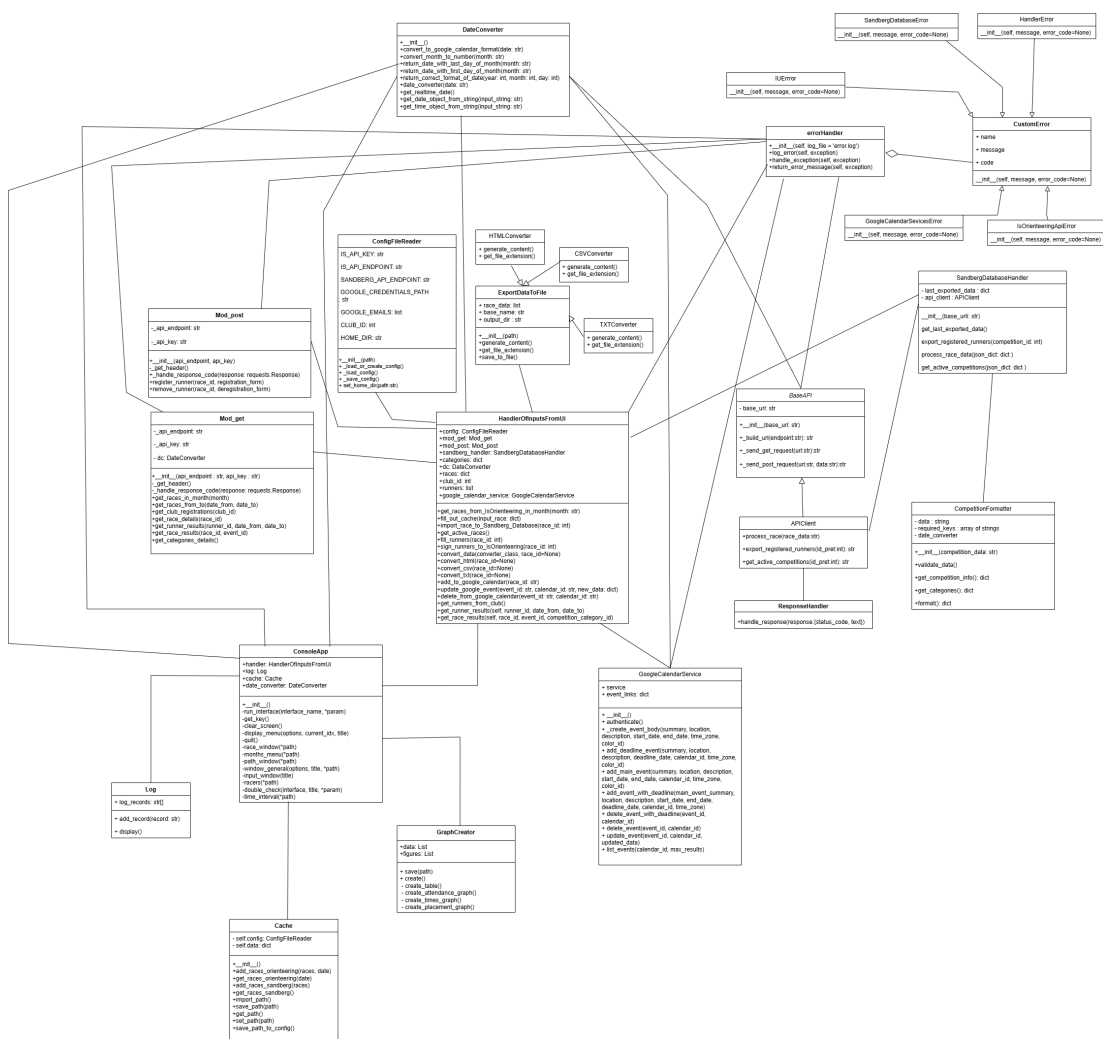 DateConverter
+__init__()
+convert_to_google_calendar_format(date: str)
+convert_month_to_number(month: str)
+return_date_with_last_day_of_month(month: str)
+return_date_with_first_day_of_month(month: str)
+return_correct_format_of_date(year: int, month: int, day: int)
+date_converter(date: str)
+get_realtime_date()
+get_date_object_from_string(input_string: str)
+get_time_object_from_string(input_string: str)
SandbergDatabaseError
__init__(self, message, error_code=None)
HandlerError
__init__(self, message, error_code=None)
IUError
__init__(self, message, error_code=None)
CustomError
+ name
+ message
+ code
__init__(self, message, error_code=None)
errorHandler
+__init__(self, log_file = 'error.log')
+log_error(self, exception)
+handle_exception(self, exception)
+return_error_message(self, exception)
GoogleCalendarSevicesError
__init__(self, message, error_code=None)
IsOrienteeringApiError
__init__(self, message, error_code=None)
ConfigFileReader
IS_API_KEY: str
IS_API_ENDPOINT: str
SANDBERG_API_ENDPOINT: str
GOOGLE_CREDENTIALS_PATH
: str
GOOGLE_EMAILS: list
CLUB_ID: int
HOME_DIR: str
+__init__(path)
+_load_or_create_config()
+_load_config()
+_save_config()
+ set_home_dir(path:str)
HTMLConverter
+ generate_content()
+ get_file_extension()
CSVConverter
+ generate_content()
+ get_file_extension()
ExportDataToFile
+ race_data: list
+ base_name: str
+ output_dir : str
+__init__(path)
+generate_content()
+get_file_extension()
+save_to_file()
TXTConverter
+ generate_content()
+ get_file_extension()
SandbergDatabaseHandler
- last_exported_data : dict
- api_client : APIClient
__init__(base_url: str)
get_last_exported_data()
export_registered_runners(competition_id: int)
process_race_data(json_dict: dict )
get_active_competitions(json_dict: dict )
Mod_post
-_api_endpoint: str
-_api_key: str
+__init__(api_endpoint, api_key)
-_get_header()
-_handle_response_code(response: requests.Response)
+register_runner(race_id, registration_form)
+remove_runner(race_id, deregistration_form)
Mod_get
-_api_endpoint: str
-_api_key: str
- dc: DateConverter
+__init__(api_endpoint : str, api_key : str)
-_get_header()
-_handle_response_code(response: requests.Response)
+get_races_in_month(month)
+get_races_from_to(date_from, date_to)
+get_club_registrations(club_id)
+get_race_details(race_id)
+get_runner_results(runner_id, date_from, date_to)
+get_race_results(race_id, event_id)
+get_categories_details()
HandlerOfInputsFromUi
+config: ConfigFileReader
+mod_get: Mod_get
+mod_post: Mod_post
+sandberg_handler: SandbergDatabaseHandler
+categories: dict
+dc: DateConverter
+races: dict
+club_id: int
+runners: list
+google_calendar_service: GoogleCalendarService
+get_races_from_IsOrienteering_in_month(month: str)
+fill_out_cache(input_race: dict)
+import_race_to_Sandberg_Database(race_id: int)
+get_active_races()
+fill_runners(race_id: int)
+sign_runners_to_IsOrienteering(race_id: int)
+convert_data(converter_class, race_id=None)
+convert_html(race_id=None)
+convert_csv(race_id=None)
+convert_txt(race_id=None)
+add_to_google_calendar(race_id: str)
+update_google_event(event_id: str, calendar_id: str, new_data: dict)
+delete_from_google_calendar(event_id: str, calendar_id: str)
+get_runners_from_club()
+get_runner_results(self, runner_id, date_from, date_to)
+get_race_results(self, race_id, event_id, competition_category_id)
BaseAPI
- base_url: str
+__init__(base_url: str)
+_build_url(endpoint:str): str
+_send_get_request(url:str):str
+_send_post_request(url:str, data:str):str
APIClient
+process_race(race_data:str)
+export_registered_runners(id_pret:int): str
+get_active_competitions(id_pret:int): str
ResponseHandler
+handle_response(response:{status_code, text})
CompetitionFormatter
- data : string
- required_keys : array of strings
- date_converter
+__init__(competition_data: str)
+validate_data()
+get_competition_info(): dict
+get_categories(): dict
+format(): dict
ConsoleApp
+handler: HandlerOfInputsFromUi
+log: Log
+cache: Cache
+date_converter: DateConverter
+__init__()
-run_interface(interface_name, *param)
-get_key()
-clear_screen()
-display_menu(options, current_idx, title)
-quit()
-race_window(*path)
-months_menu(*path)
-path_window(*path)
-window_general(options, title, *path)
-input_window(title)
-racers(*path)
-double_check(interface, title, *param)
-time_interval(*path)
GoogleCalendarService
+ service
+ event_links: dict
+ __init__()
+ authenticate()
+ _create_event_body(summary, location,
description, start_date, end_date, time_zone,
color_id)
+ add_deadline_event(summary, location,
description, deadline_date, calendar_id, time_zone,
color_id)
+ add_main_event(summary, location, description,
start_date, end_date, calendar_id, time_zone,
color_id)
+ add_event_with_deadline(main_event_summary,
location, description, start_date, end_date,
deadline_date, calendar_id, time_zone)
+ delete_event_with_deadline(event_id,
calendar_id)
+ delete_event(event_id, calendar_id)
+ update_event(event_id, calendar_id,
updated_data)
+ list_events(calendar_id, max_results)
Log
+ log_records: str[]
+ add_record(record: str)
+ display()
GraphCreator
+data: List
+figures: List
+ save(path)
+ create()
- create_table()
- create_attendance_graph()
- create_times_graph()
- create_placement_graph()
Cache
- self.config: ConfigFileReader
- self.data: dict
+__init__()
+add_races_orienteering(races, date)
+get_races_orienteering(date)
+add_races_sandberg(races)
+get_races_sandberg()
+import_path()
+save_path(path)
+get_path()
+set_path(path)
+save_path_to_config()